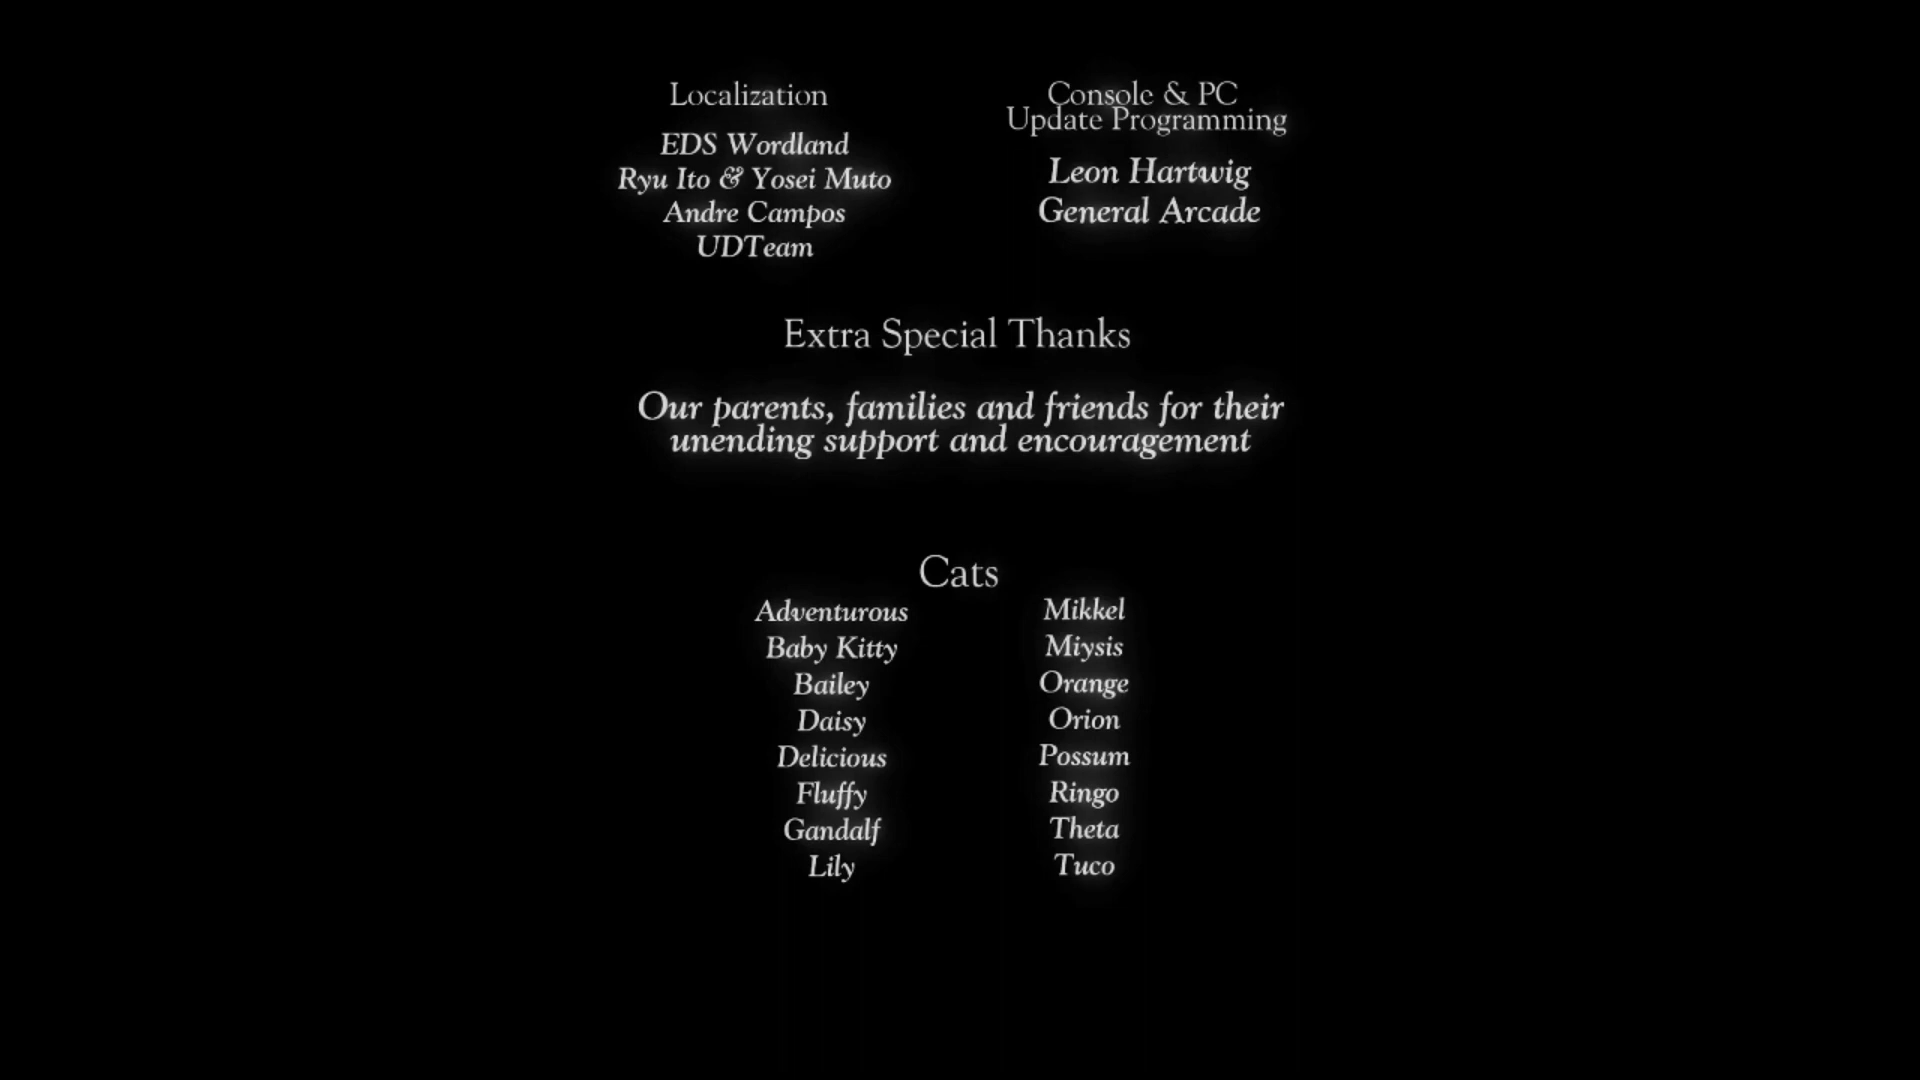 Localization
EDS Wordland
Ryu Ito & Yosei Muto
Andre Campos
UDTeam
Console & PC
Update Programming
Leon Hartwig
General Arcade
Extra Special Thanks
Our parents, families and friends for their
unending support and encouragement
Cats
Adventurous
Baby Kitty
Bailey
Daisy
Delicious
Fluffy
Gandalf
Lily
Mikkel
Miysis
Orange
Orion
Possum
Ringo
Theta
Tuco